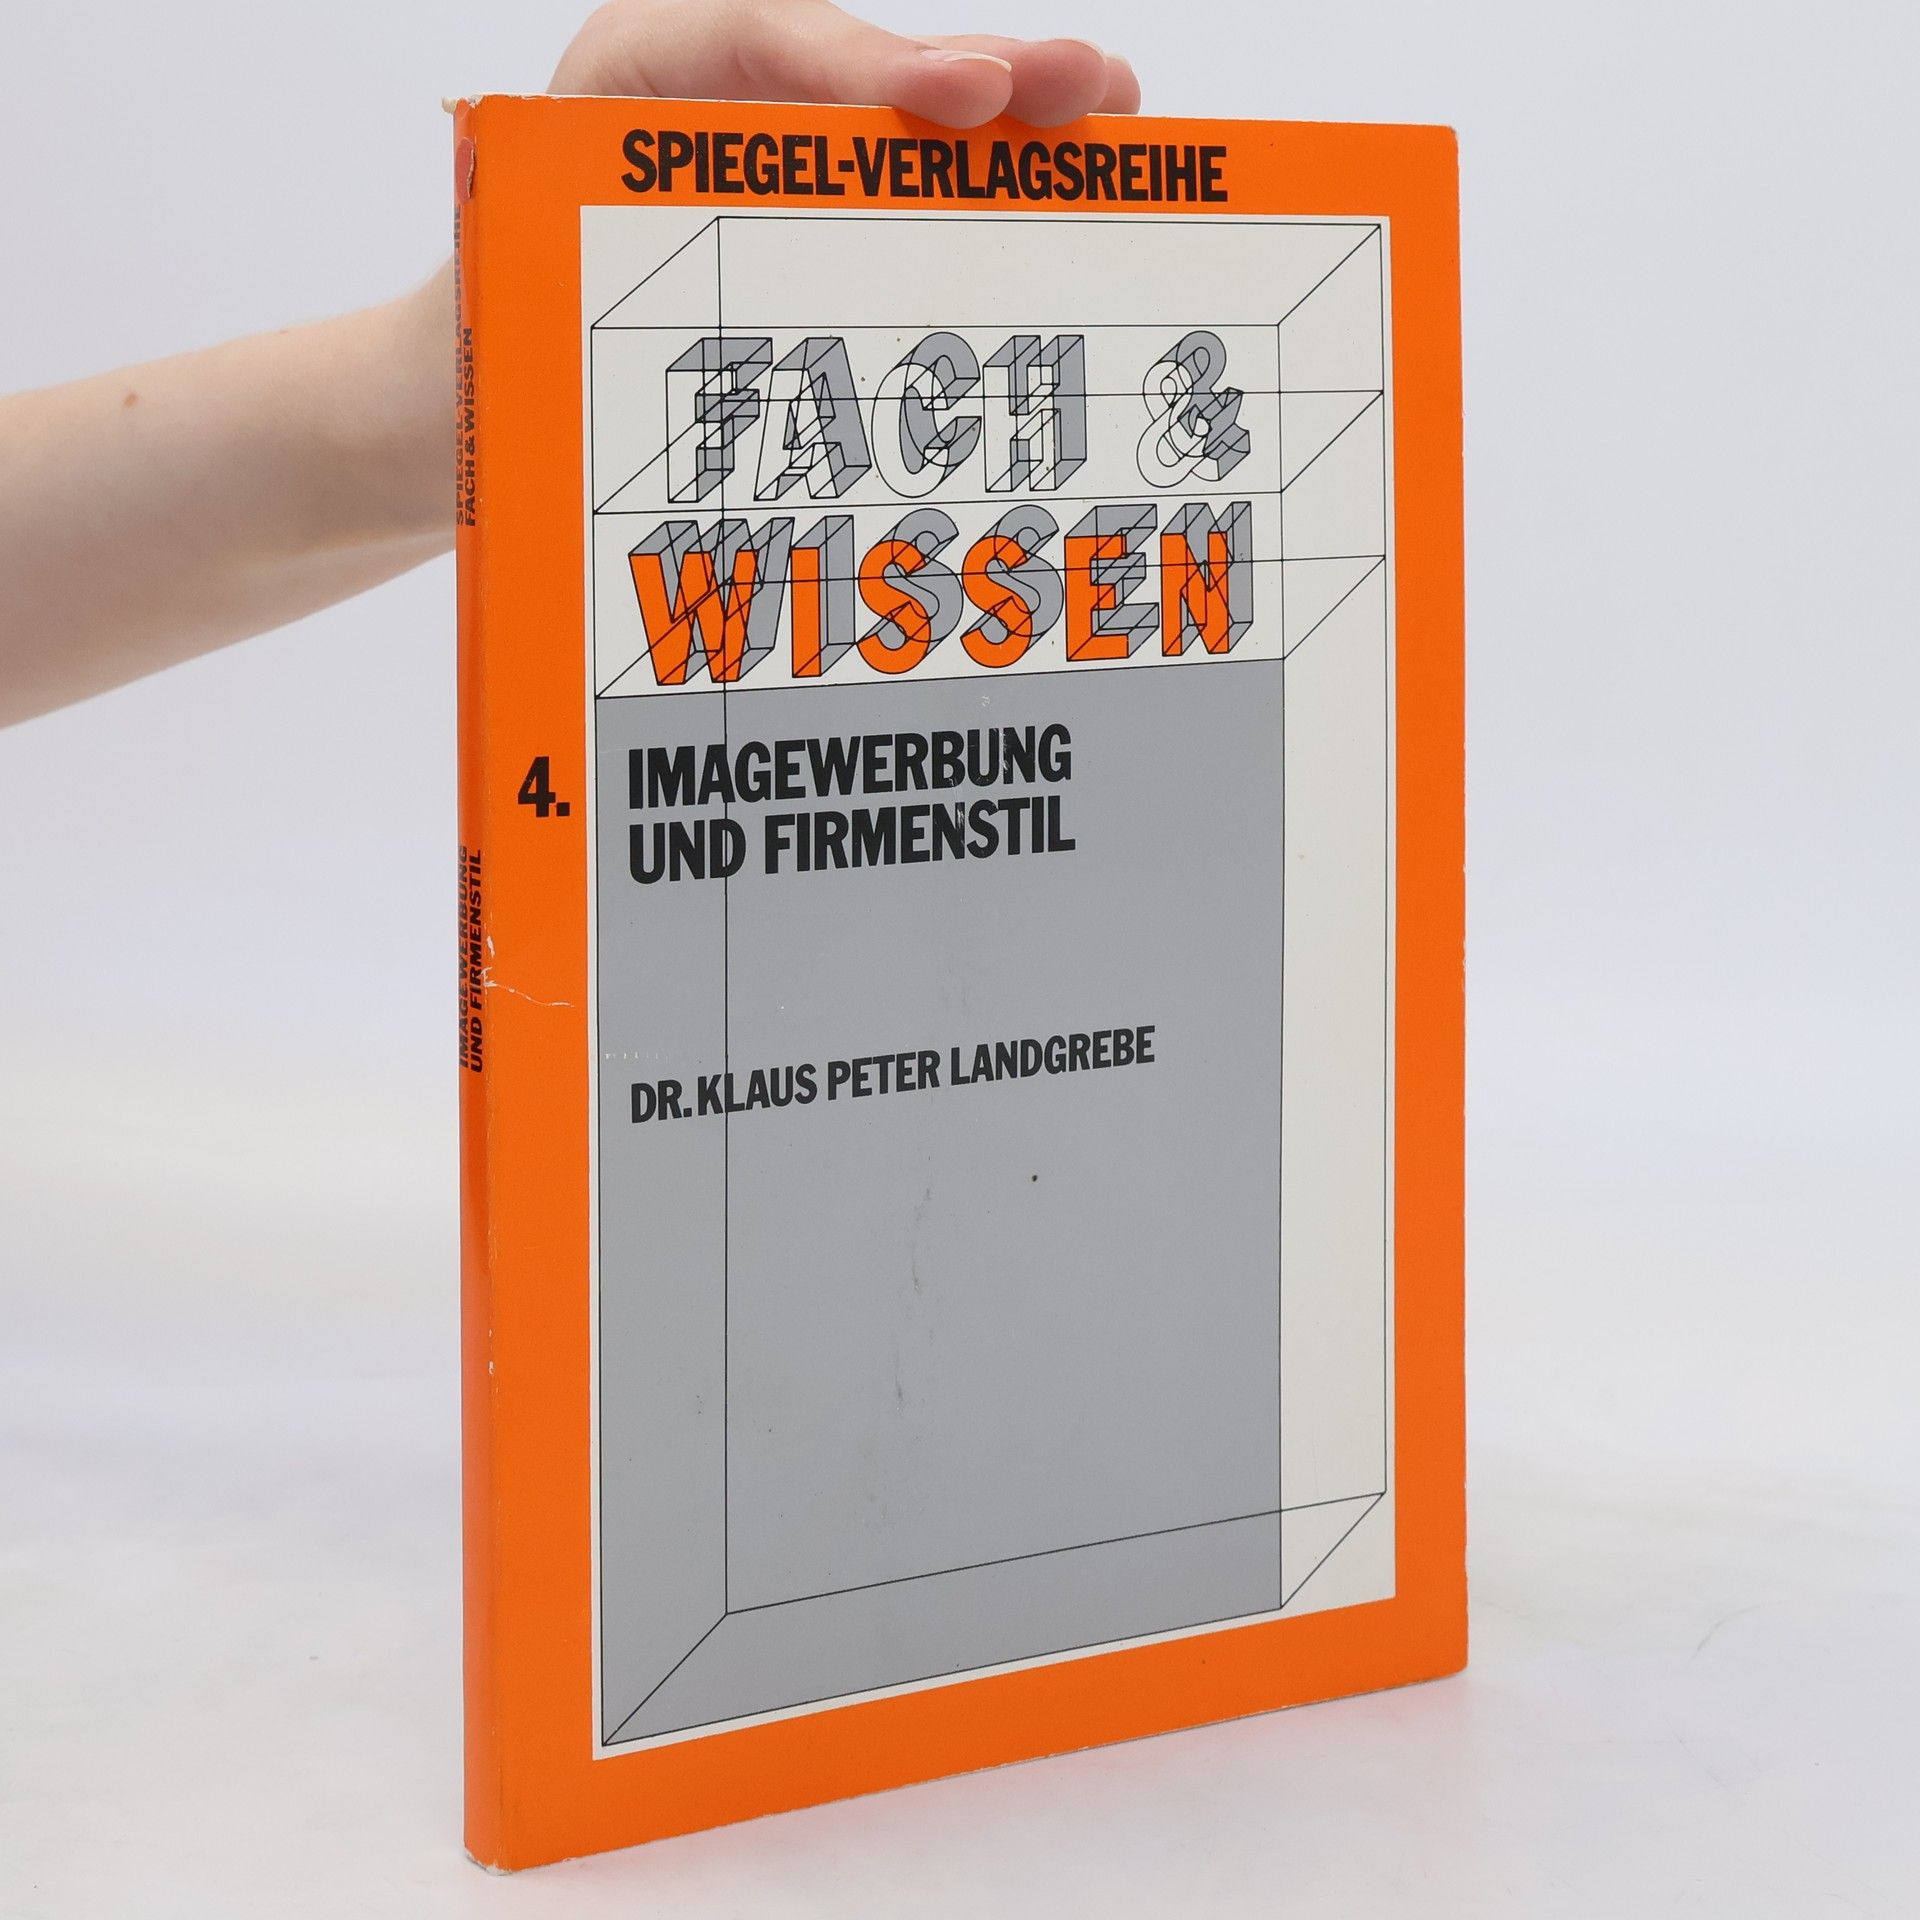 SPIEGEL-VERLAGSREIHE
FACH &
WISSEN
4.
IMAGEWERBUNG
UND FIRMENSTIL
DR. KLAUS PETER LANDGREBE
SPIEGEL-VERLAGSREIHE
FACH & WISSEN
IMAGEWERBUNG
UND FIRMENSTIL